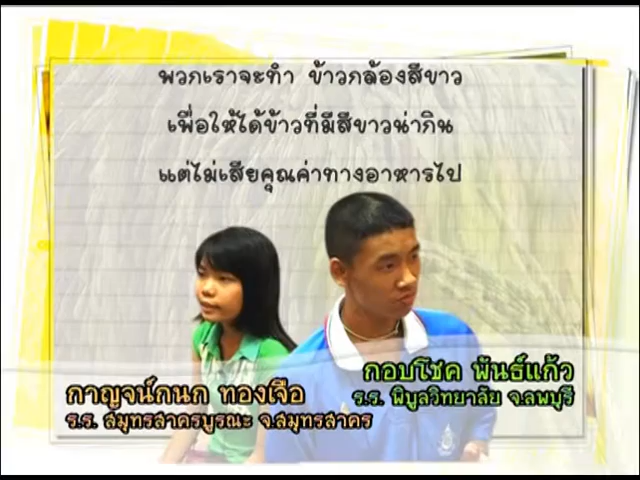 พวกเราจะทำ ข้าวกล้องสีขาว
เพื่อให้ได้ข้าวที่มีสีขาวน่ากิน
แต่ไม่เสียคุณค่าทางอาหารไป
กอบโชค พันธ์แก้ว
ร.ร. พิบูลวิทยาลัย จ.ลพบุรี
กาญจน์กนก ทองเจือ
ร.ร. สมุทรสาครบูรณะ จ.สมุทรสาคร